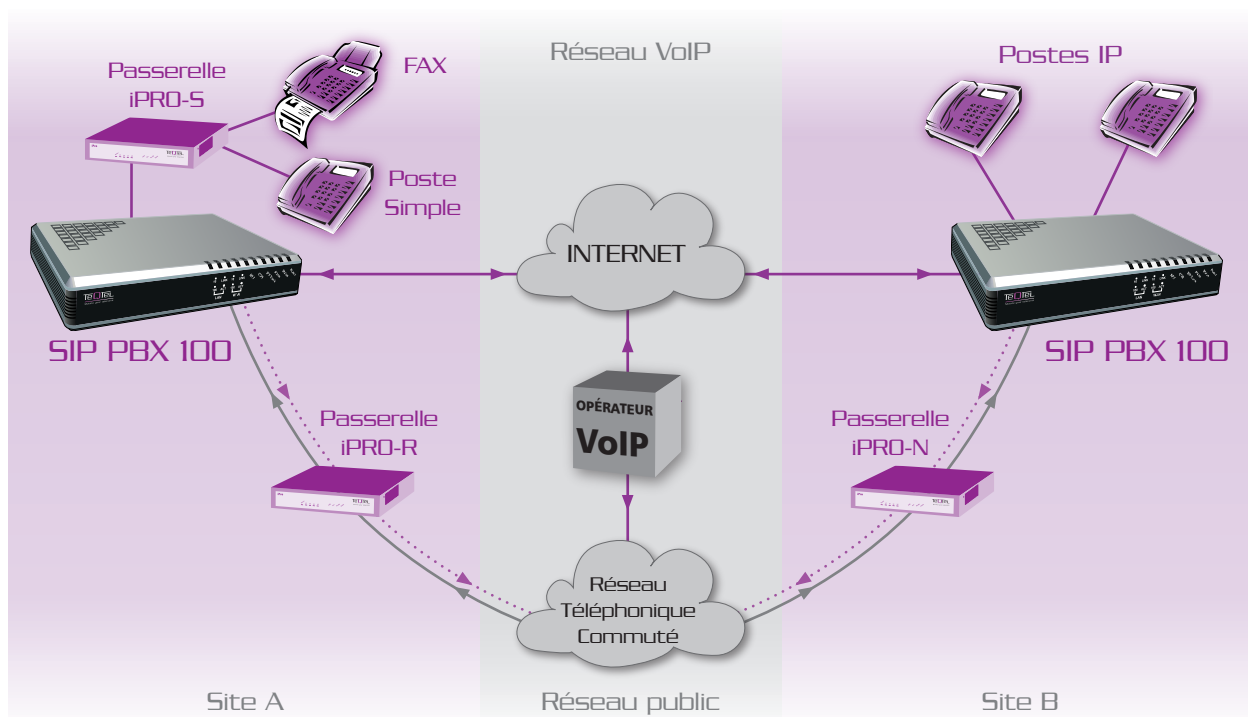 Réseau VoIP
Passerelle
iPRO-S
FAX
Poste
Simple
Postes IP
INTERNET
SIP PBX 100
SIP PBX 100
OPÉRATEUR
VoIP
Passerelle
iPRO-R
Passerelle
iPRO-N
Réseau
Téléphonique
Commuté
Site A
Réseau public
Site B